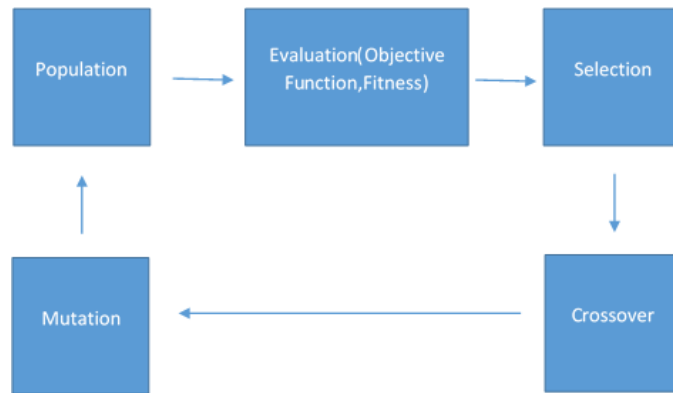 Population
Evaluation(Objective
Function,Fitness)
Selection
Mutation
Crossover